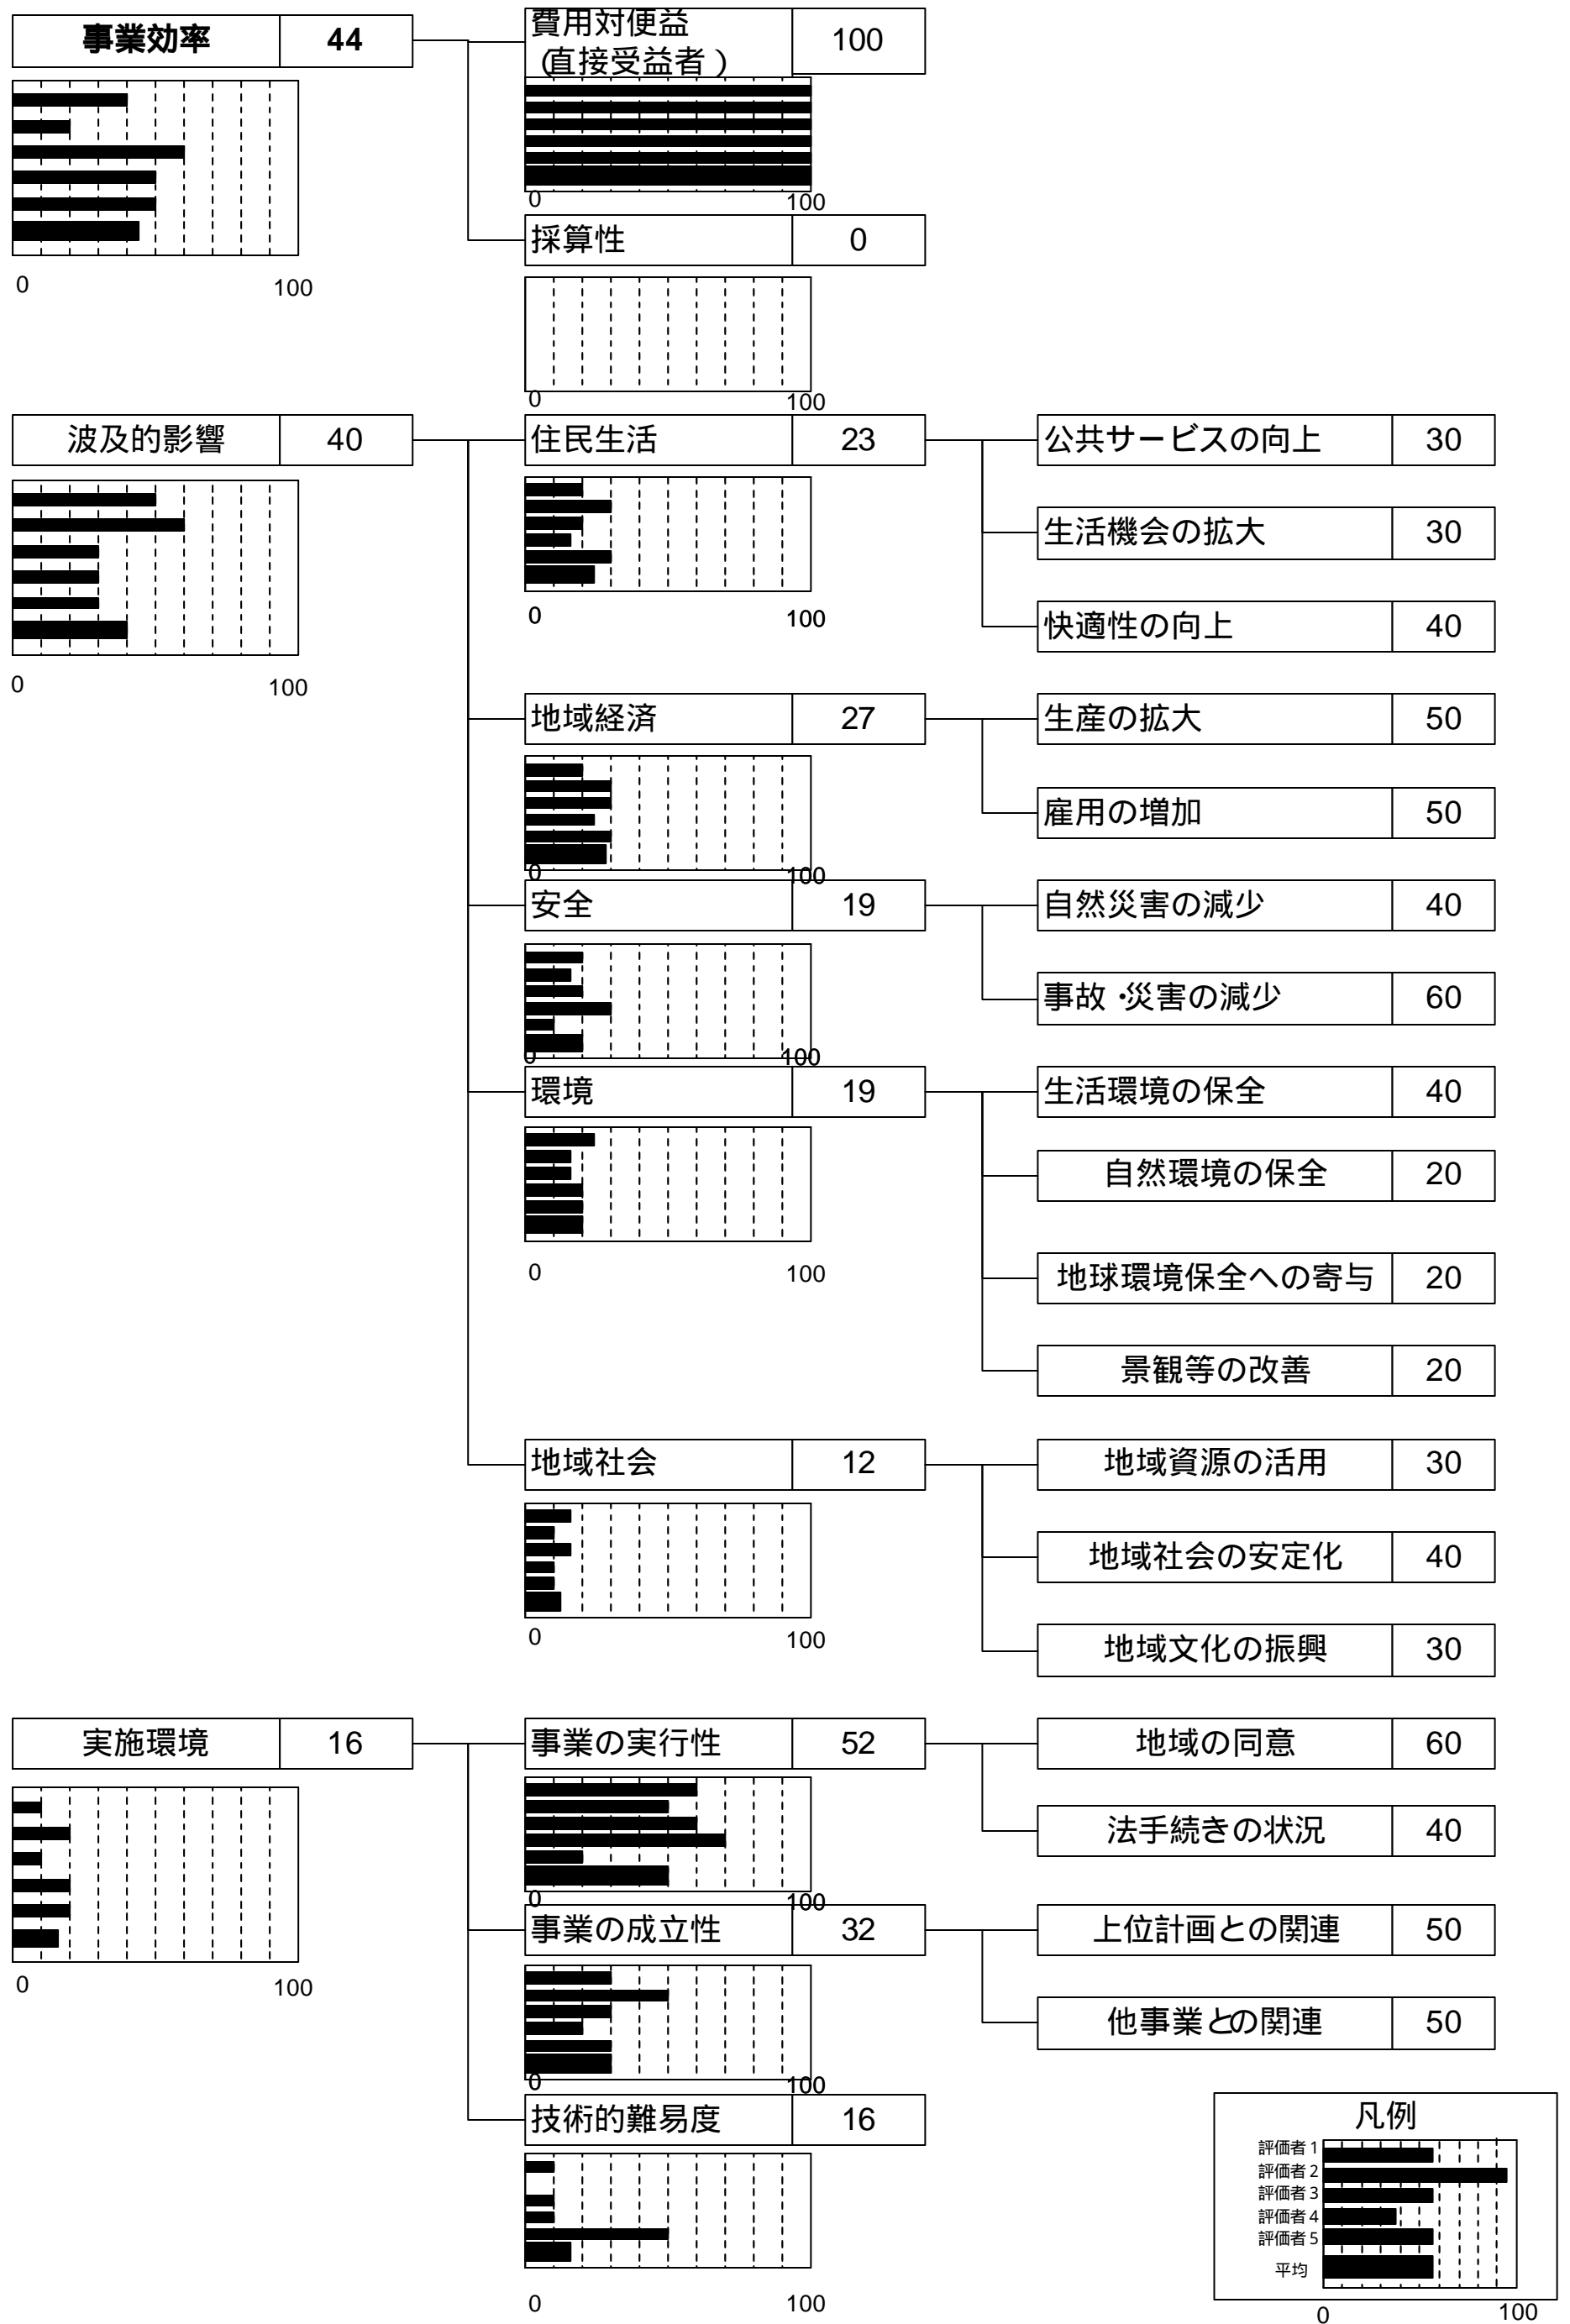 事業効率 44
費用対便益
(直接受益者) 100
0 100
0 100
採算性 0
0 100
波及的影響 40
0 100
住民生活 23
0 100
公共サービスの向上 30
生活機会の拡大 30
快適性の向上 40
地域経済 27
0 100
生産の拡大 50
雇用の増加 50
安全 19
0 100
自然災害の減少 40
事故・災害の減少 60
環境 19
0 100
生活環境の保全 40
自然環境の保全 20
地球環境保全への寄与 20
景観等の改善 20
地域社会 12
0 100
地域資源の活用 30
地域社会の安定化 40
地域文化の振興 30
実施環境 16
0 100
事業の実行性 52
0 100
地域の同意 60
法手続きの状況 40
事業の成立性 32
0 100
上位計画との関連 50
他事業との関連 50
技術的難易度 16
0 100
凡例
評価者1
評価者2
評価者3
評価者4
評価者5
平均
0 100